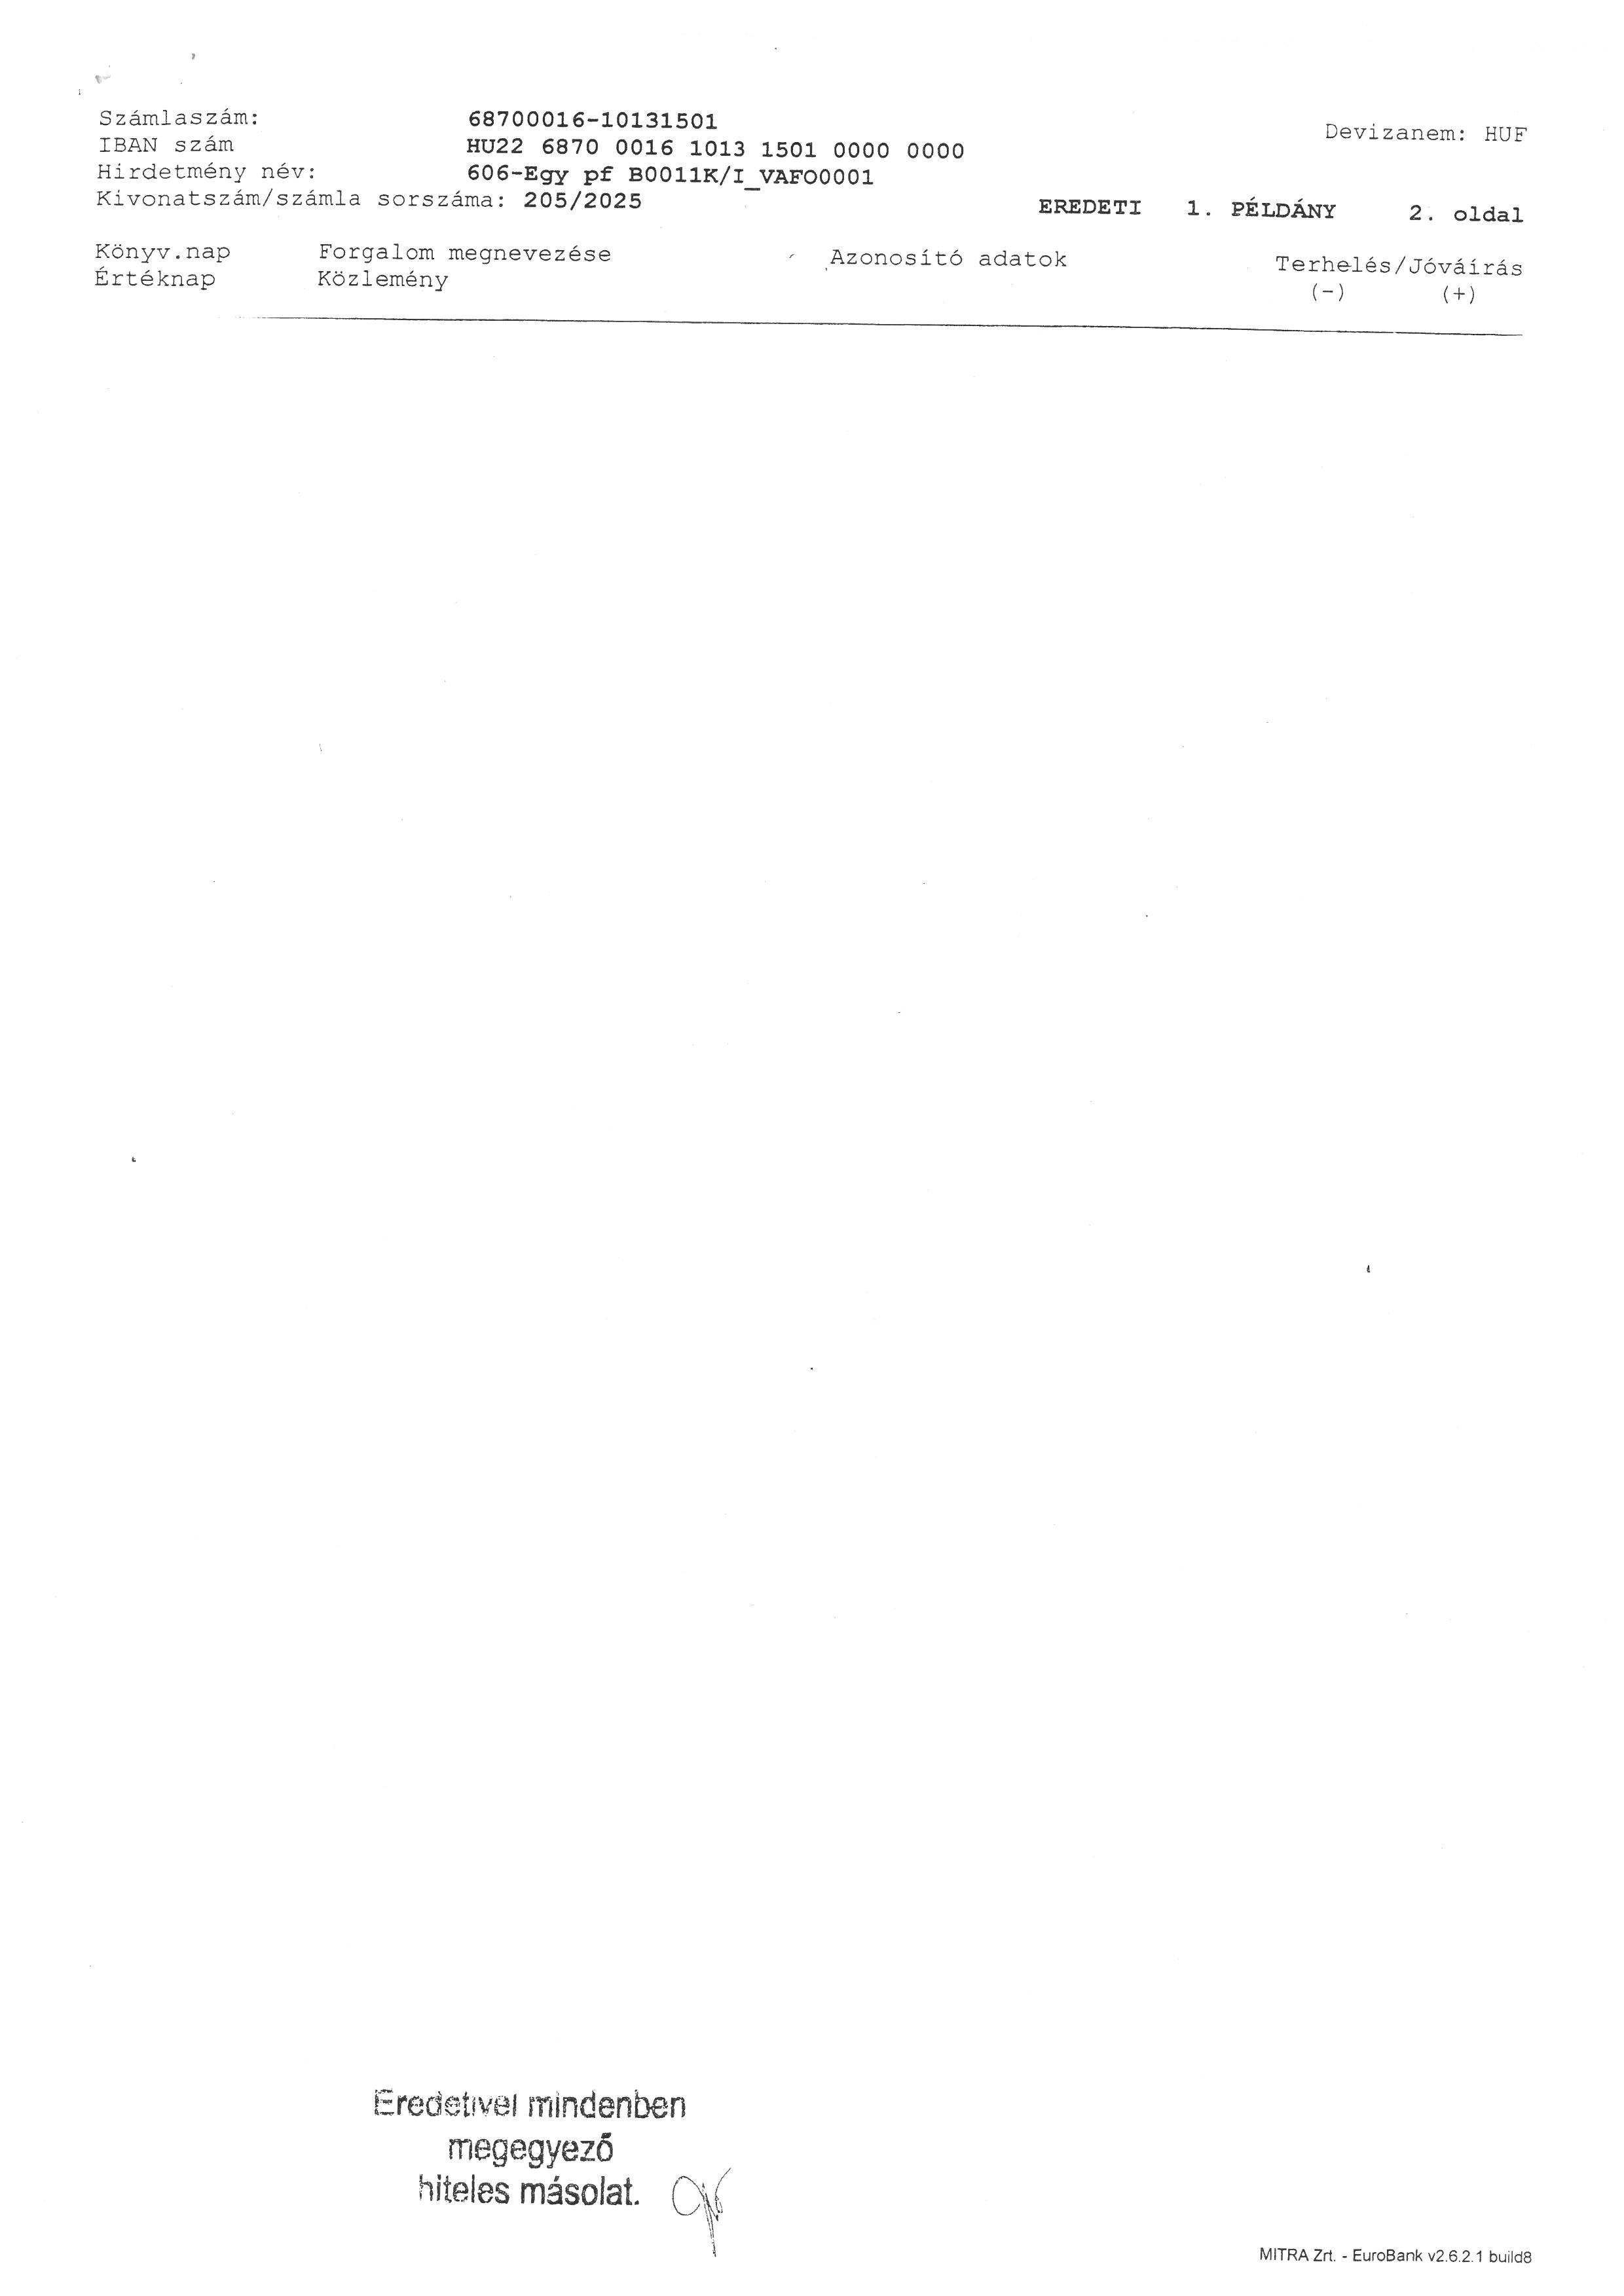 Számlaszám: 68700016-10131501 Devizanem: HUF
IBAN szám HU22 6870 0016 1013 1501 0000 0000
Hirdetmény név: 606-Egy pf B0011K/I_VAFO0001
Kivonatszám/számla sorszáma: 205/2025 EREDETI 1. PÉLDÁNY 2. oldal
Könyv.nap Forgalom megnevezése Azonosító adatok Terhelés/Jóváírás
Értéknap Közlemény (-) (+)
Eredetivel mindenben
megegyező
hiteles másolat.
MITRA Zrt. - EuroBank v2.6.2.1 build8